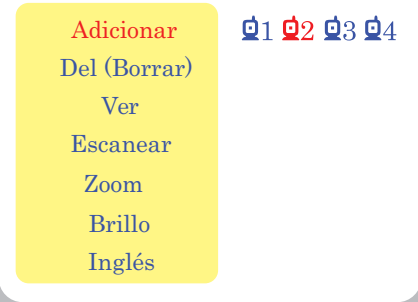 Adicionar
1 2 3 4
Del (Borrar)
Ver
Escanear
Zoom
Brillo
Inglés